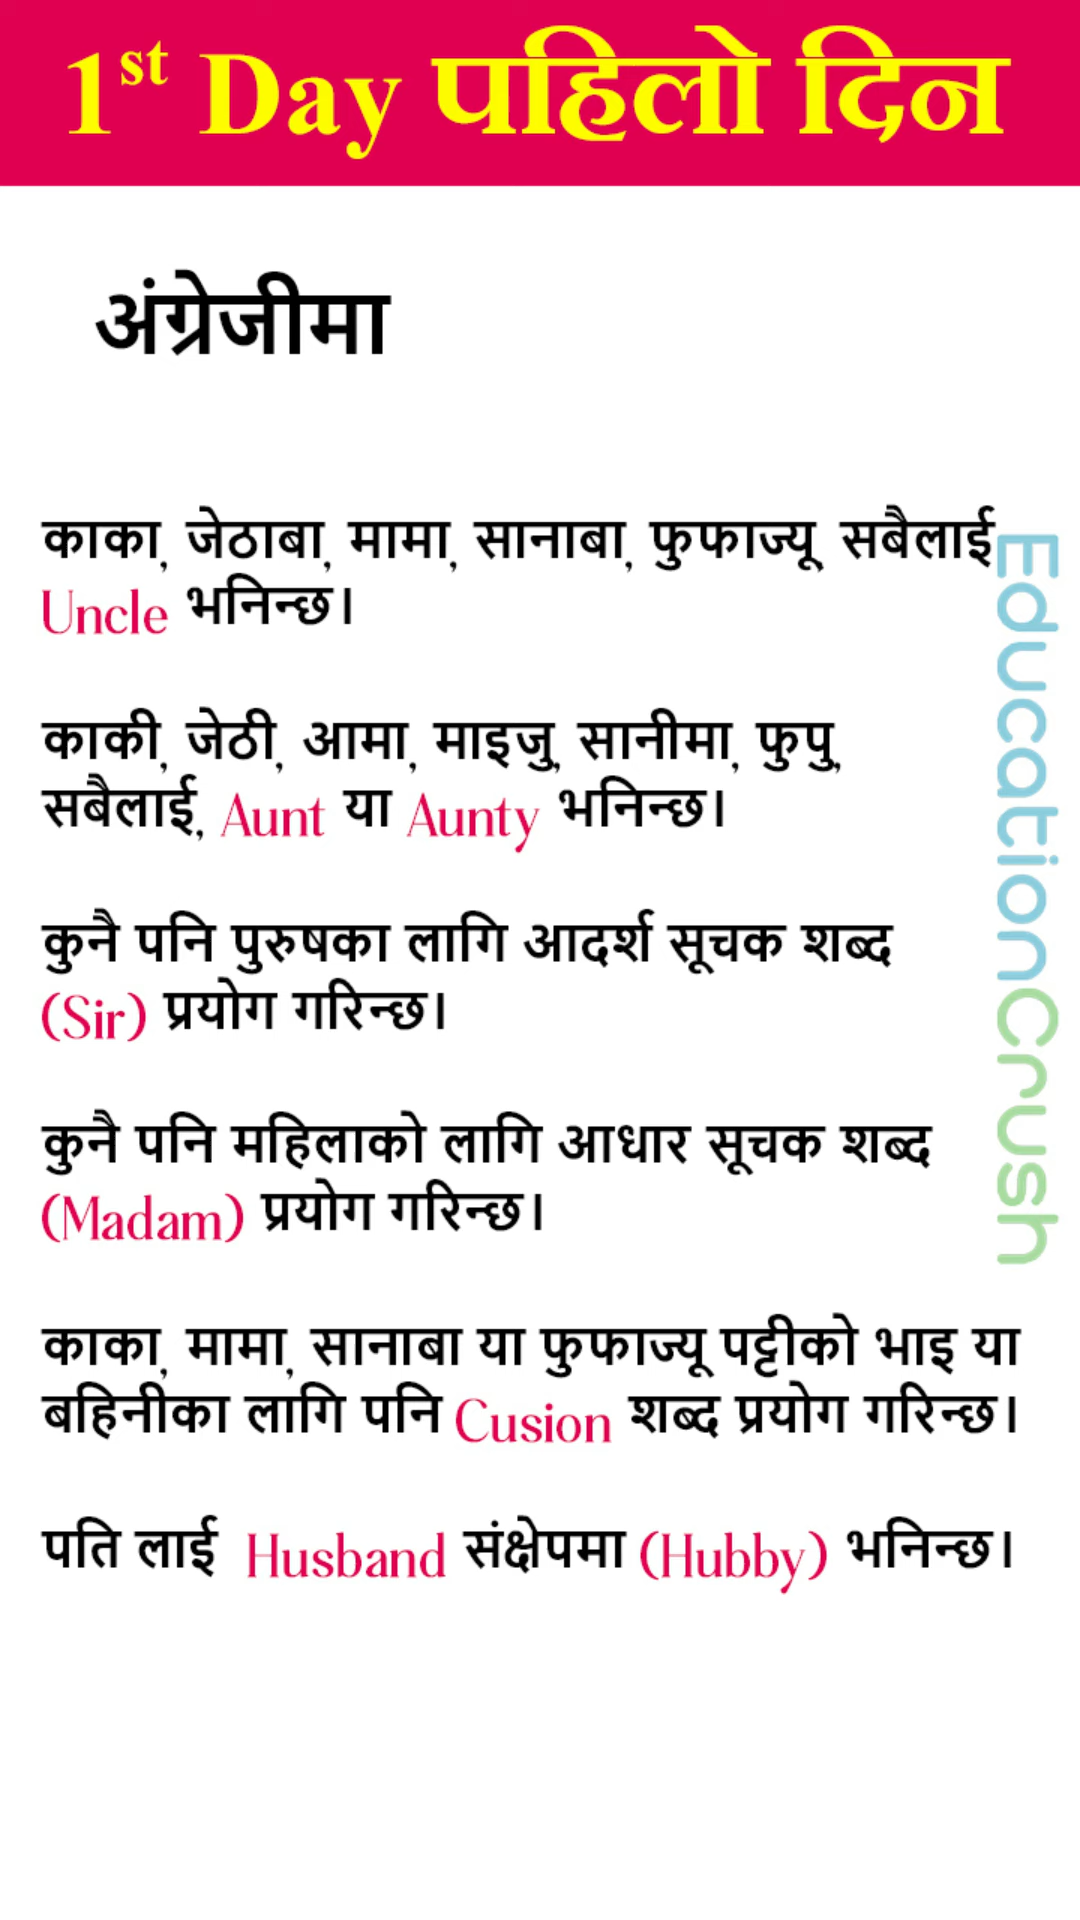 1st Day पहिलो दिन
अंग्रेजीमा
काका, जेठाबा, मामा, सानाबा, फुफाज्यू, सबैलाई
Uncle भनिन्छ।
काकी, जेठी, आमा, माइजु, सानीमा, फुपु,
सबैलाई, Aunt या Aunty भनिन्छ।
कुनै पनि पुरुषका लागि आदर्श सूचक शब्द
(Sir) प्रयोग गरिन्छ।
कुनै पनि महिलाको लागि आधार सूचक शब्द
(Madam) प्रयोग गरिन्छ।
काका, मामा, सानाबा या फुफाज्यू पट्टीको भाइ या
बहिनीका लागि पनि Cusion शब्द प्रयोग गरिन्छ।
पति लाई Husband संक्षेपमा (Hubby) भनिन्छ।
EducationCrush